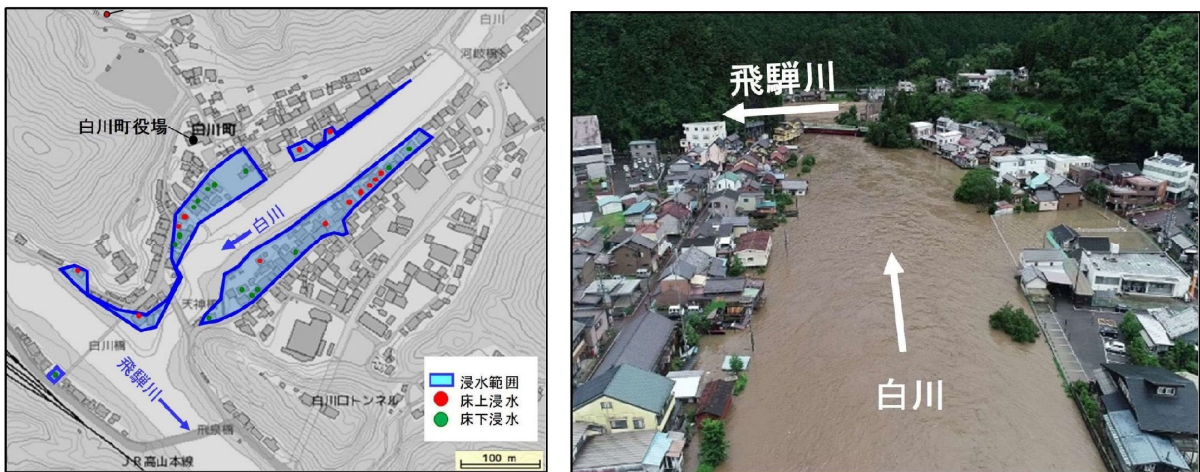 白川
河岐橋
白川町役場
白川町
白川
天神橋
白川橋
飛騨川
白川口トンネル
飛泉橋
JR高山本線
浸水範囲
床上浸水
床下浸水
100 m
飛騨川
白川